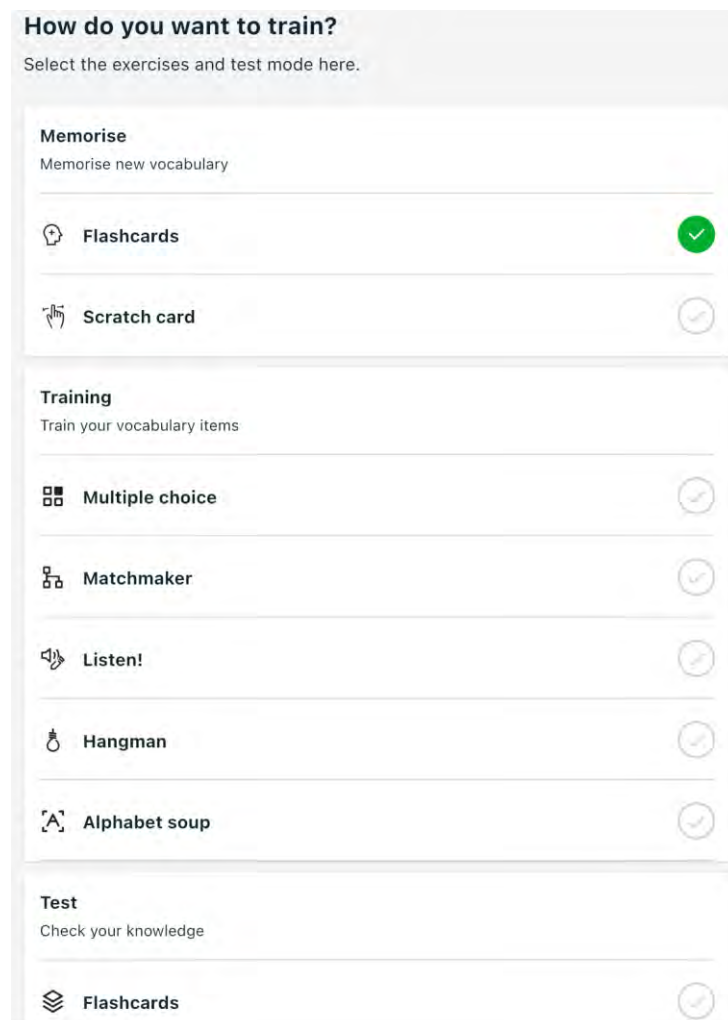 How do you want to train?
Select the exercises and test mode here.
Memorise
Memorise new vocabulary
Flashcards
Scratch card
Training
Train your vocabulary items
Multiple choice
Matchmaker
Listen!
Hangman
Alphabet soup
Test
Check your knowledge
Flashcards